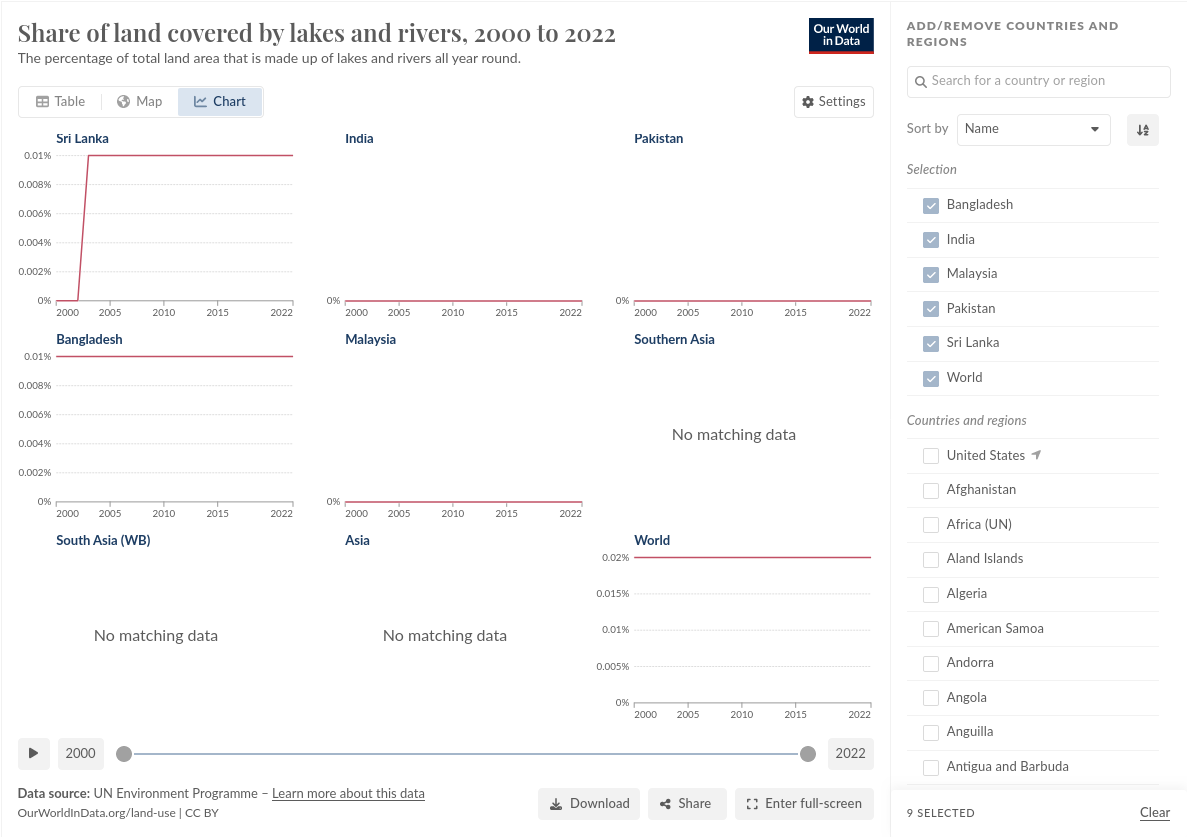 Share of land covered by lakes and rivers, 2000 to 2022
The percentage of total land area that is made up of lakes and rivers all year round.
Our World
in Data
Table
Map
Chart
Settings
Sri Lanka
0.01%
0.008%
0.006%
0.004%
0.002%
0%
2000 2005 2010 2015 2022
India
0%
2000 2005 2010 2015 2022
Pakistan
0%
2000 2005 2010 2015 2022
Bangladesh
0.01%
0.008%
0.006%
0.004%
0.002%
0%
2000 2005 2010 2015 2022
Malaysia
0%
2000 2005 2010 2015 2022
Southern Asia
No matching data
South Asia (WB)
No matching data
Asia
No matching data
World
0.02%
0.015%
0.01%
0.005%
0%
2000 2005 2010 2015 2022
2000
2022
Data source: UN Environment Programme – Learn more about this data
OurWorldInData.org/land-use | CC BY
Download
Share
Enter full-screen
ADD/REMOVE COUNTRIES AND
REGIONS
Search for a country or region
Sort by
Name
Selection
Bangladesh
India
Malaysia
Pakistan
Sri Lanka
World
Countries and regions
United States
Afghanistan
Africa (UN)
Aland Islands
Algeria
American Samoa
Andorra
Angola
Anguilla
Antigua and Barbuda
9 SELECTED
Clear